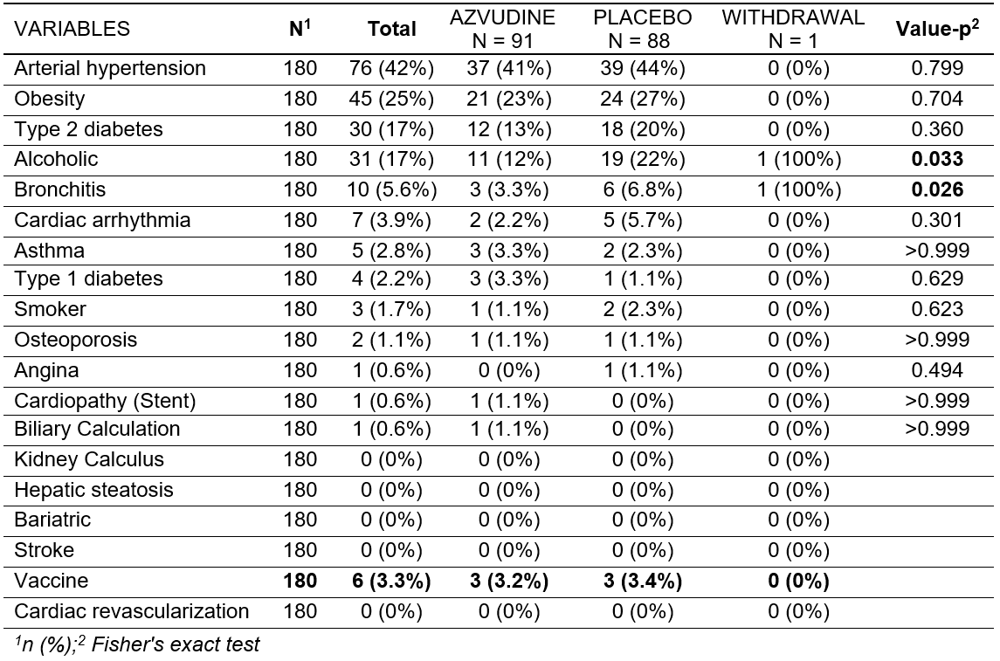 VARIABLES N1 Total AZVUDINE N = 91 PLACEBO N = 88 WITHDRAWAL N = 1 Value-p2
Arterial hypertension 180 76 (42%) 37 (41%) 39 (44%) 0 (0%) 0.799
Obesity 180 45 (25%) 21 (23%) 24 (27%) 0 (0%) 0.704
Type 2 diabetes 180 30 (17%) 12 (13%) 18 (20%) 0 (0%) 0.360
Alcoholic 180 31 (17%) 11 (12%) 19 (22%) 1 (100%) 0.033
Bronchitis 180 10 (5.6%) 3 (3.3%) 6 (6.8%) 1 (100%) 0.026
Cardiac arrhythmia 180 7 (3.9%) 2 (2.2%) 5 (5.7%) 0 (0%) 0.301
Asthma 180 5 (2.8%) 3 (3.3%) 2 (2.3%) 0 (0%) >0.999
Type 1 diabetes 180 4 (2.2%) 3 (3.3%) 1 (1.1%) 0 (0%) 0.629
Smoker 180 3 (1.7%) 1 (1.1%) 2 (2.3%) 0 (0%) 0.623
Osteoporosis 180 2 (1.1%) 1 (1.1%) 1 (1.1%) 0 (0%) >0.999
Angina 180 1 (0.6%) 0 (0%) 1 (1.1%) 0 (0%) 0.494
Cardiopathy (Stent) 180 1 (0.6%) 1 (1.1%) 0 (0%) 0 (0%) >0.999
Biliary Calculation 180 1 (0.6%) 1 (1.1%) 0 (0%) 0 (0%) >0.999
Kidney Calculus 180 0 (0%) 0 (0%) 0 (0%) 0 (0%)
Hepatic steatosis 180 0 (0%) 0 (0%) 0 (0%) 0 (0%)
Bariatric 180 0 (0%) 0 (0%) 0 (0%) 0 (0%)
Stroke 180 0 (0%) 0 (0%) 0 (0%) 0 (0%)
Vaccine 180 6 (3.3%) 3 (3.2%) 3 (3.4%) 0 (0%)
Cardiac revascularization 180 0 (0%) 0 (0%) 0 (0%) 0 (0%)
1n (%);2 Fisher's exact test